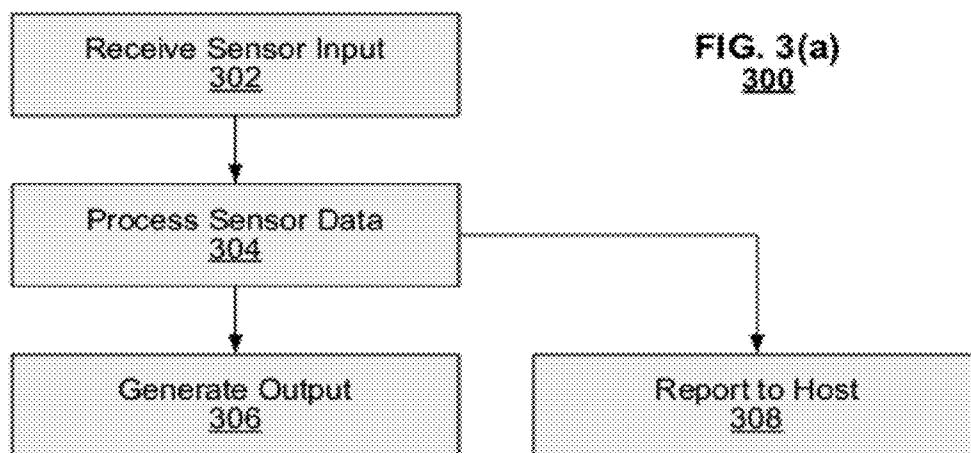 Receive Sensor Input
302
FIG. 3(a)
300
Process Sensor Data
304
Generate Output
306
Report to Host
308